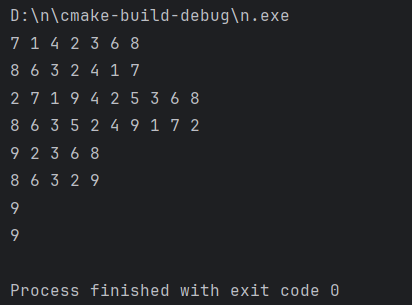 D:\n\cmake-build-debug\n.exe
7 1 4 2 3 6 8
8 6 3 2 4 1 7
2 7 1 9 4 2 5 3 6 8
8 6 3 5 2 4 9 1 7 2
9 2 3 6 8
8 6 3 2 9
9
9
Process finished with exit code 0